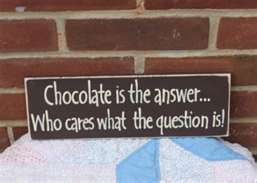 Chocolate is the answer...
Who cares what the question is!